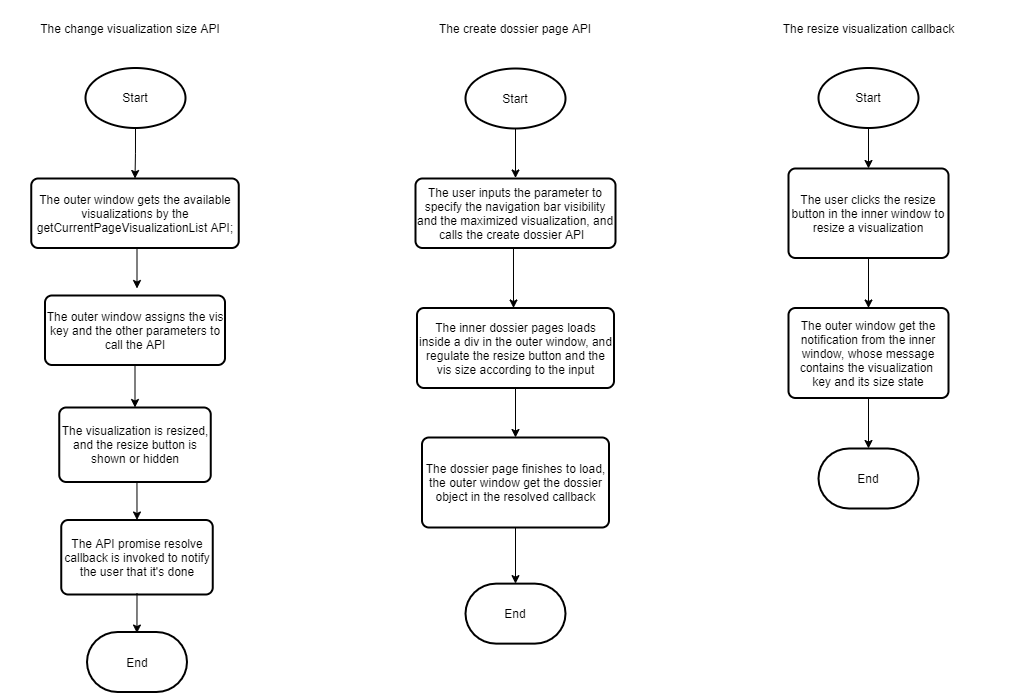 The change visualization size API
Start
The outer window gets the available
visualizations by the
getCurrentPageVisualizationList API;
The outer window assigns the vis
key and the other parameters to
call the API
The visualization is resized,
and the resize button is
shown or hidden
The API promise resolve
callback is invoked to notify
the user that it's done
End
The create dossier page API
Start
The user inputs the parameter to
specify the navigation bar visibility
and the maximized visualization, and
calls the create dossier API
The inner dossier pages loads
inside a div in the outer window, and
regulate the resize button and the
vis size according to the input
The dossier page finishes to load,
the outer window get the dossier
object in the resolved callback
End
The resize visualization callback
Start
The user clicks the resize
button in the inner window to
resize a visualization
The outer window get the
notification from the inner
window, whose message
contains the visualization
key and its size state
End